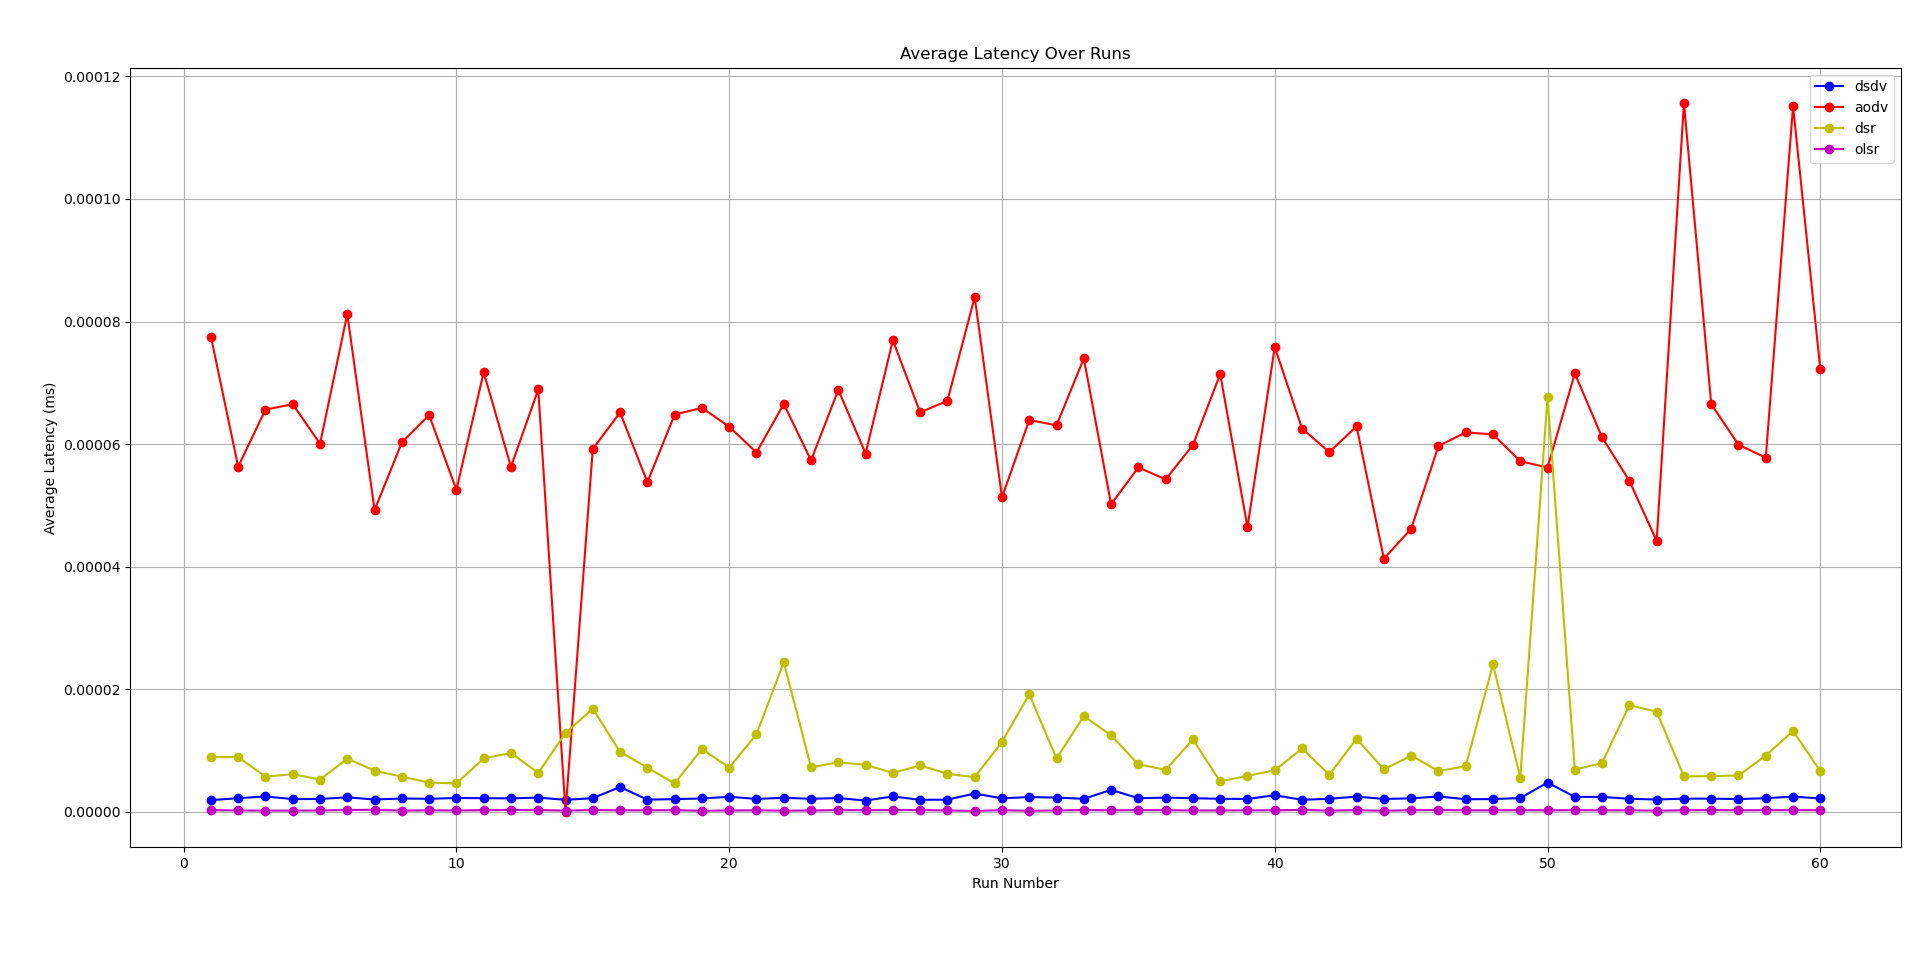 Average Latency Over Runs
0.00012
0.00010
0.00008
0.00006
0.00004
0.00002
0.00000
Average Latency (ms)
dsdv
aodv
dsr
olsr
0 10 20 30 40 50 60
Run Number